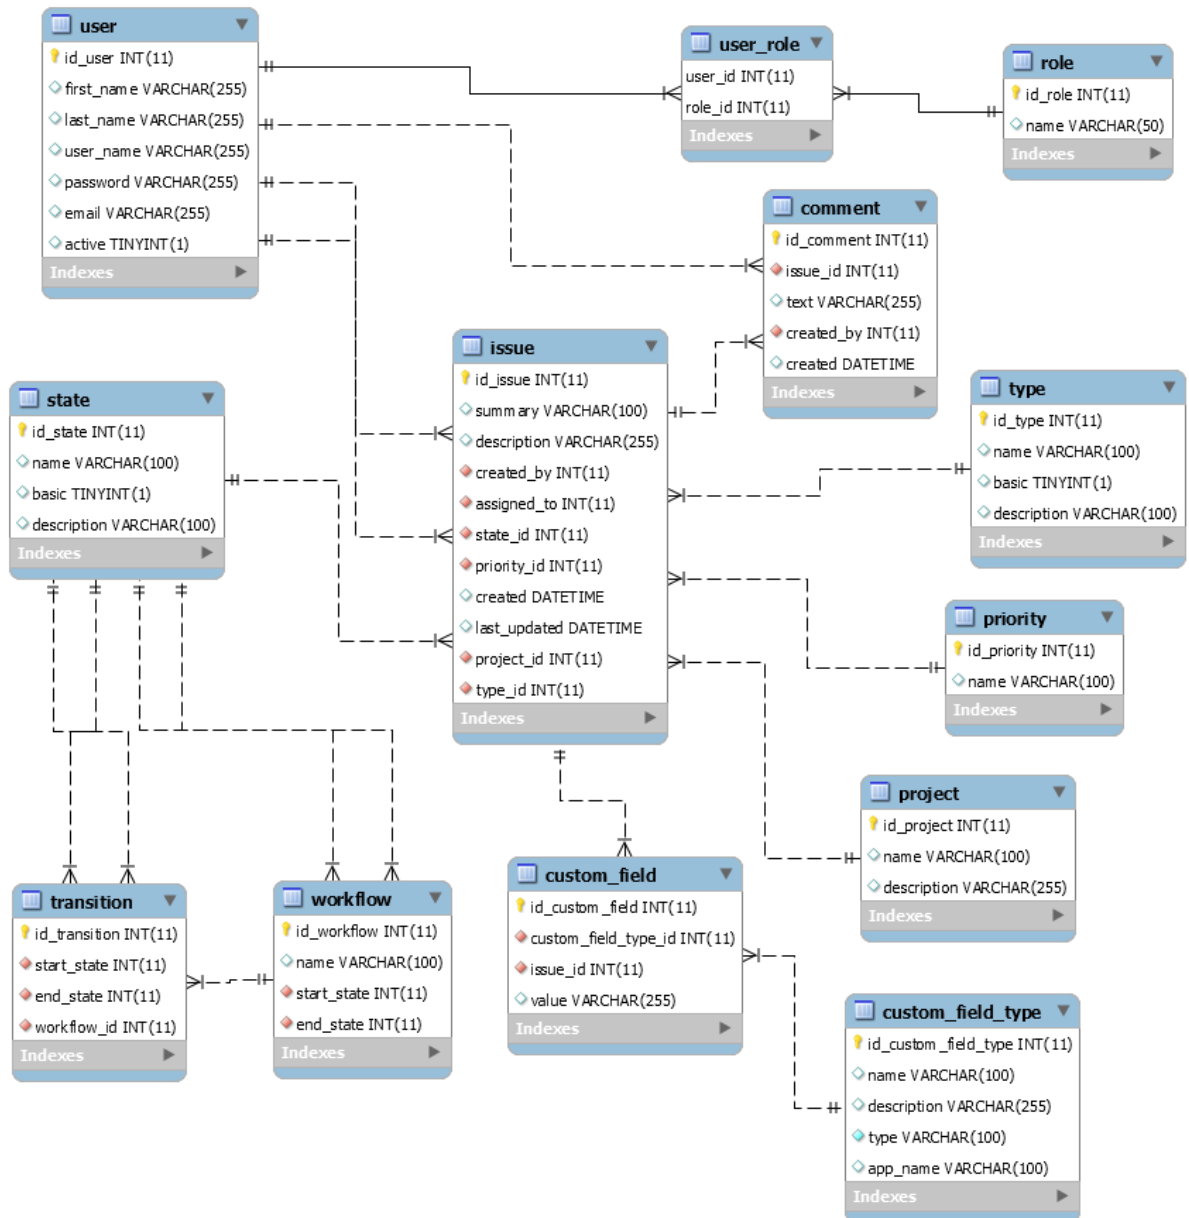 user
id_user INT(11)
first_name VARCHAR(255)
last_name VARCHAR(255)
user_name VARCHAR(255)
password VARCHAR(255)
email VARCHAR(255)
active TINYINT(1)
Indexes
user_role
user_id INT(11)
role_id INT(11)
Indexes
role
id_role INT(11)
name VARCHAR(50)
Indexes
comment
id_comment INT(11)
issue_id INT(11)
text VARCHAR(255)
created_by INT(11)
created DATETIME
Indexes
issue
id_issue INT(11)
summary VARCHAR(100)
description VARCHAR(255)
created_by INT(11)
assigned_to INT(11)
state_id INT(11)
priority_id INT(11)
created DATETIME
last_updated DATETIME
project_id INT(11)
type_id INT(11)
Indexes
state
id_state INT(11)
name VARCHAR(100)
basic TINYINT(1)
description VARCHAR(100)
Indexes
type
id_type INT(11)
name VARCHAR(100)
basic TINYINT(1)
description VARCHAR(100)
Indexes
priority
id_priority INT(11)
name VARCHAR(100)
Indexes
project
id_project INT(11)
name VARCHAR(100)
description VARCHAR(255)
Indexes
transition
id_transition INT(11)
start_state INT(11)
end_state INT(11)
workflow_id INT(11)
Indexes
workflow
id_workflow INT(11)
name VARCHAR(100)
start_state INT(11)
end_state INT(11)
Indexes
custom_field
id_custom_field INT(11)
custom_field_type_id INT(11)
issue_id INT(11)
value VARCHAR(255)
Indexes
custom_field_type
id_custom_field_type INT(11)
name VARCHAR(100)
description VARCHAR(255)
type VARCHAR(100)
app_name VARCHAR(100)
Indexes